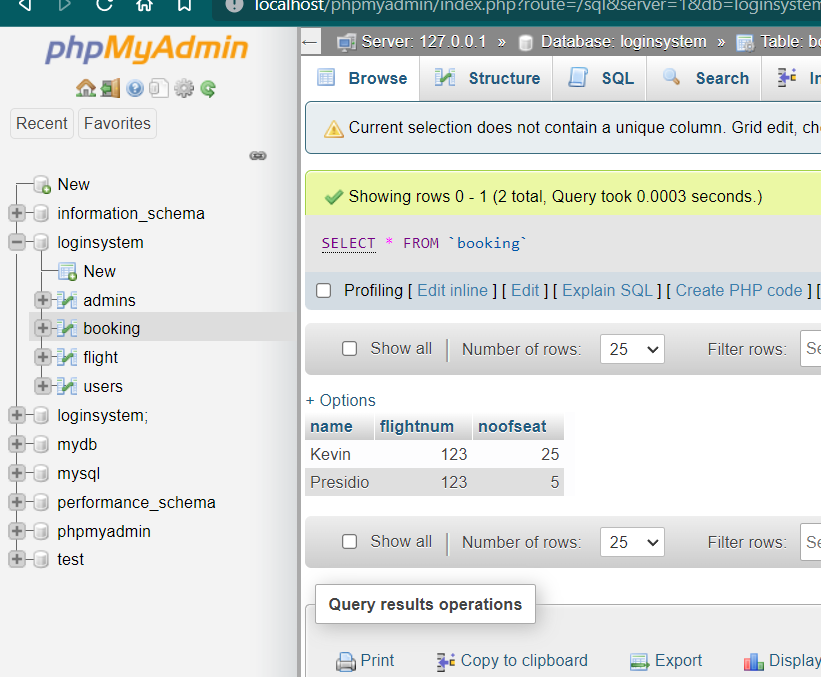 localhost/phpmyadmin/index.php?route=/sql&server=1&db=loginsystem
phpMyAdmin
Recent Favorites
New
information_schema
loginsystem
New
admins
booking
flight
users
loginsystem;
mydb
mysql
performance_schema
phpmyadmin
test
Server: 127.0.0.1 » Database: loginsystem » Table: bo
Browse Structure SQL Search In
Current selection does not contain a unique column. Grid edit, che
Showing rows 0 - 1 (2 total, Query took 0.0003 seconds.)
SELECT * FROM `booking`
Profiling [ Edit inline ] [ Edit ] [ Explain SQL ] [ Create PHP code ] [
Show all Number of rows: 25 Filter rows: Se
+ Options
name flightnum noofseat
Kevin 123 25
Presidio 123 5
Show all Number of rows: 25 Filter rows: Se
Query results operations
Print Copy to clipboard Export Display